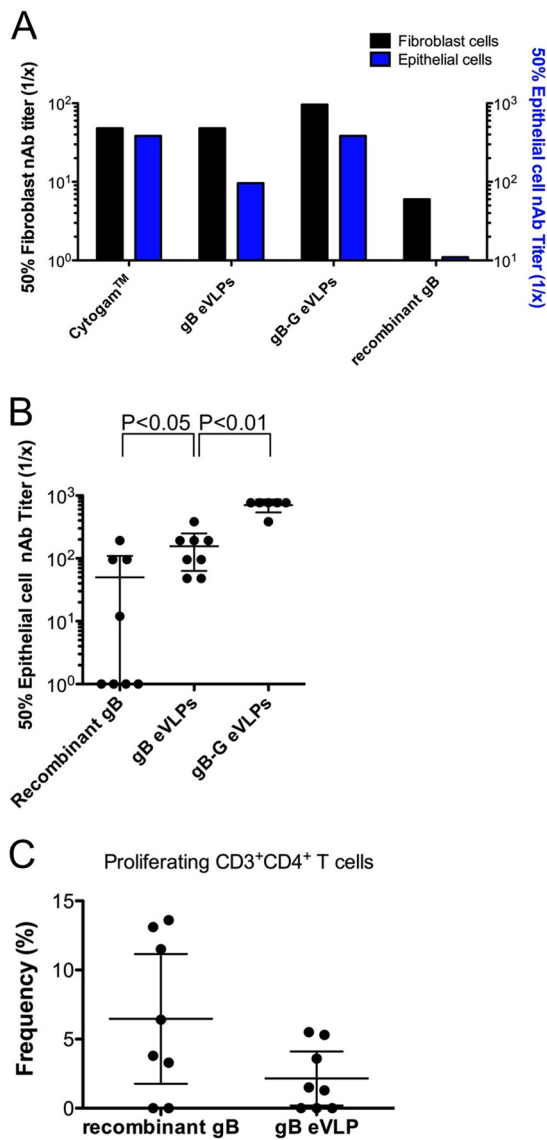 A
Fibroblast cells
Epithelial cells
50% Fibroblast nAb titer (1/x)
10²
10¹
10⁰
50% Epithelial cell nAb Titer (1/x)
10³
10²
10¹
Cytogam™
gB eVLPs
gB-G eVLPs
recombinant gB
B
P<0.05
P<0.01
50% Epithelial cell nAb Titer (1/x)
10³
10²
10¹
10⁰
Recombinant gB
gB eVLPs
gB-G eVLPs
C
Proliferating CD3⁺CD4⁺ T cells
Frequency (%)
15
10
5
0
recombinant gB
gB eVLP